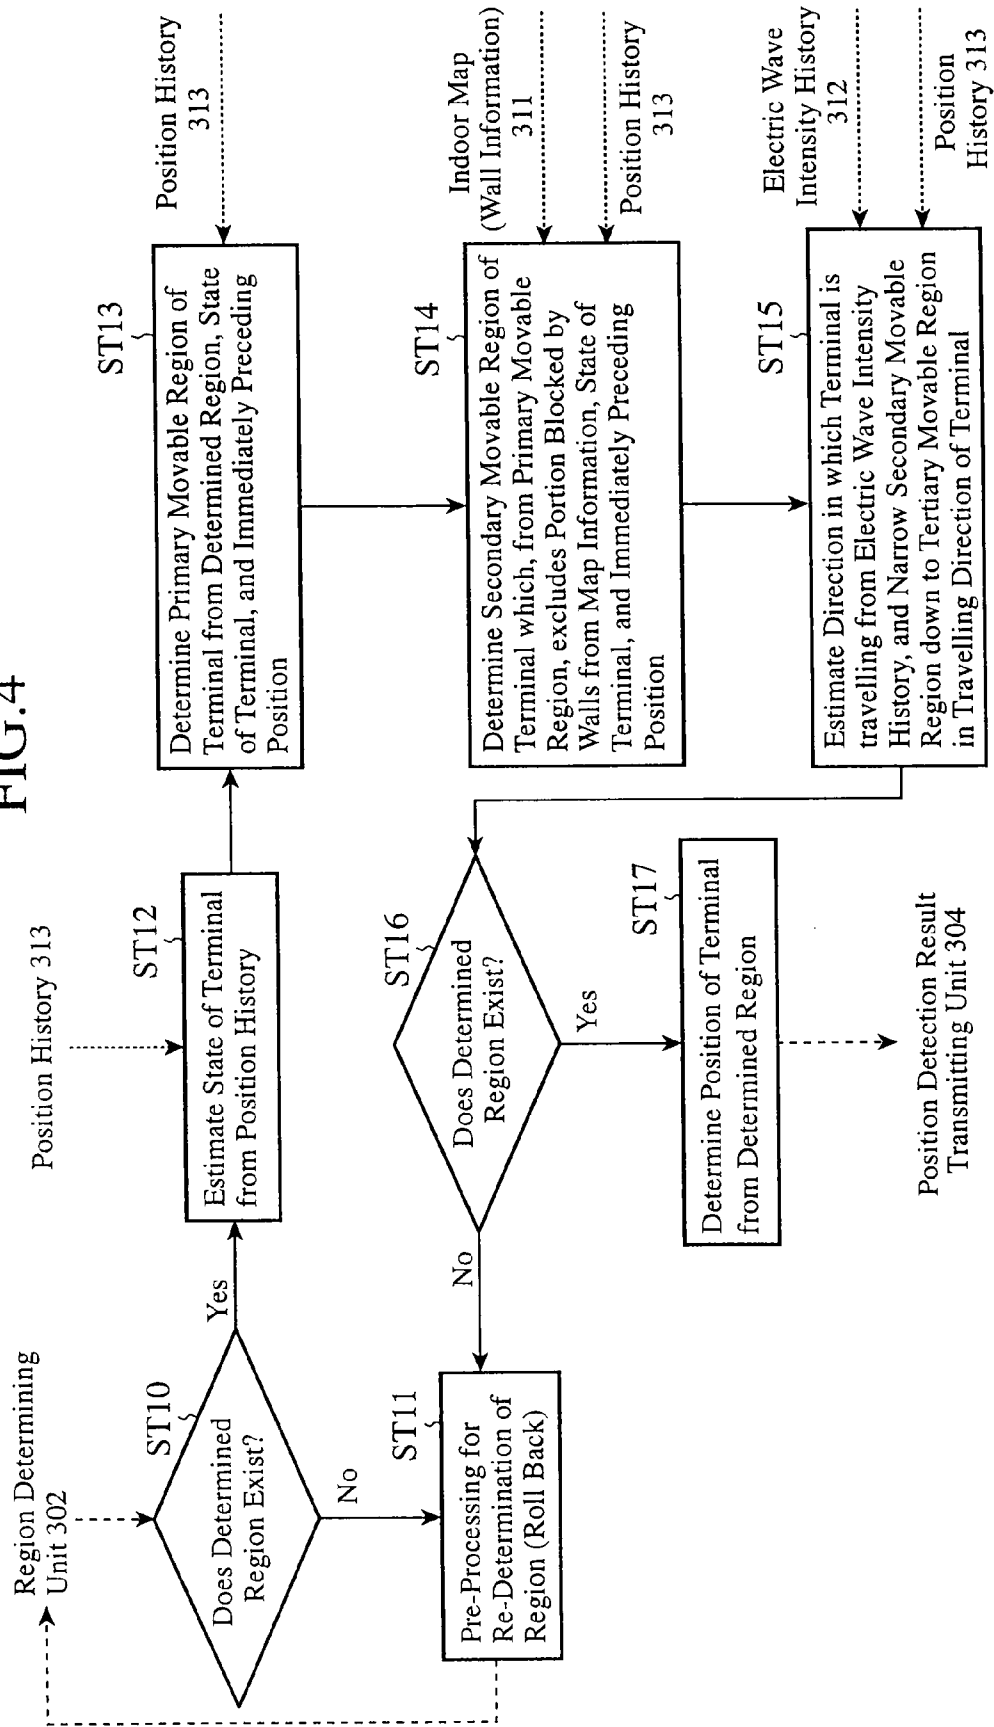 FIG.4
Region Determining
Unit 302
ST10
Does Determined
Region Exist?
Yes
No
ST11
Pre-Processing for
Re-Determination of
Region (Roll Back)
Position History 313
ST12
Estimate State of Terminal
from Position History
ST13
Determine Primary Movable Region of
Terminal from Determined Region, State
of Terminal, and Immediately Preceding
Position
Position History
313
ST14
Determine Secondary Movable Region of
Terminal which, from Primary Movable
Region, excludes Portion Blocked by
Walls from Map Information, State of
Terminal, and Immediately Preceding
Position
Indoor Map
(Wall Information)
311
Position History
313
ST15
Estimate Direction in which Terminal is
travelling from Electric Wave Intensity
History, and Narrow Secondary Movable
Region down to Tertiary Movable Region
in Travelling Direction of Terminal
Electric Wave
Intensity History
312
Position
History 313
ST16
Does Determined
Region Exist?
No
Yes
ST17
Determine Position of Terminal
from Determined Region
Position Detection Result
Transmitting Unit 304